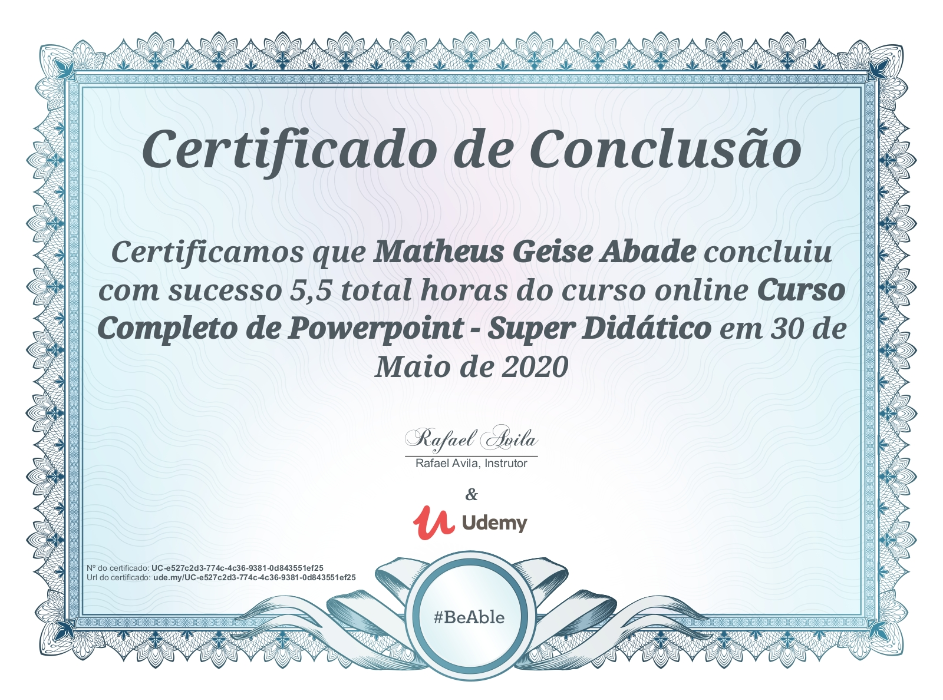 Certificado de Conclusão
Certificamos que Matheus Geise Abade concluiu
com sucesso 5,5 total horas do curso online Curso
Completo de Powerpoint - Super Didático em 30 de
Maio de 2020
Rafael Avila
Rafael Avila, Instrutor
&
Udemy
Nº do certificado: UC-e527c2d3-774c-4c36-9381-0d843551ef25
Url do certificado: ude.my/UC-e527c2d3-774c-4c36-9381-0d843551ef25
#BeAble